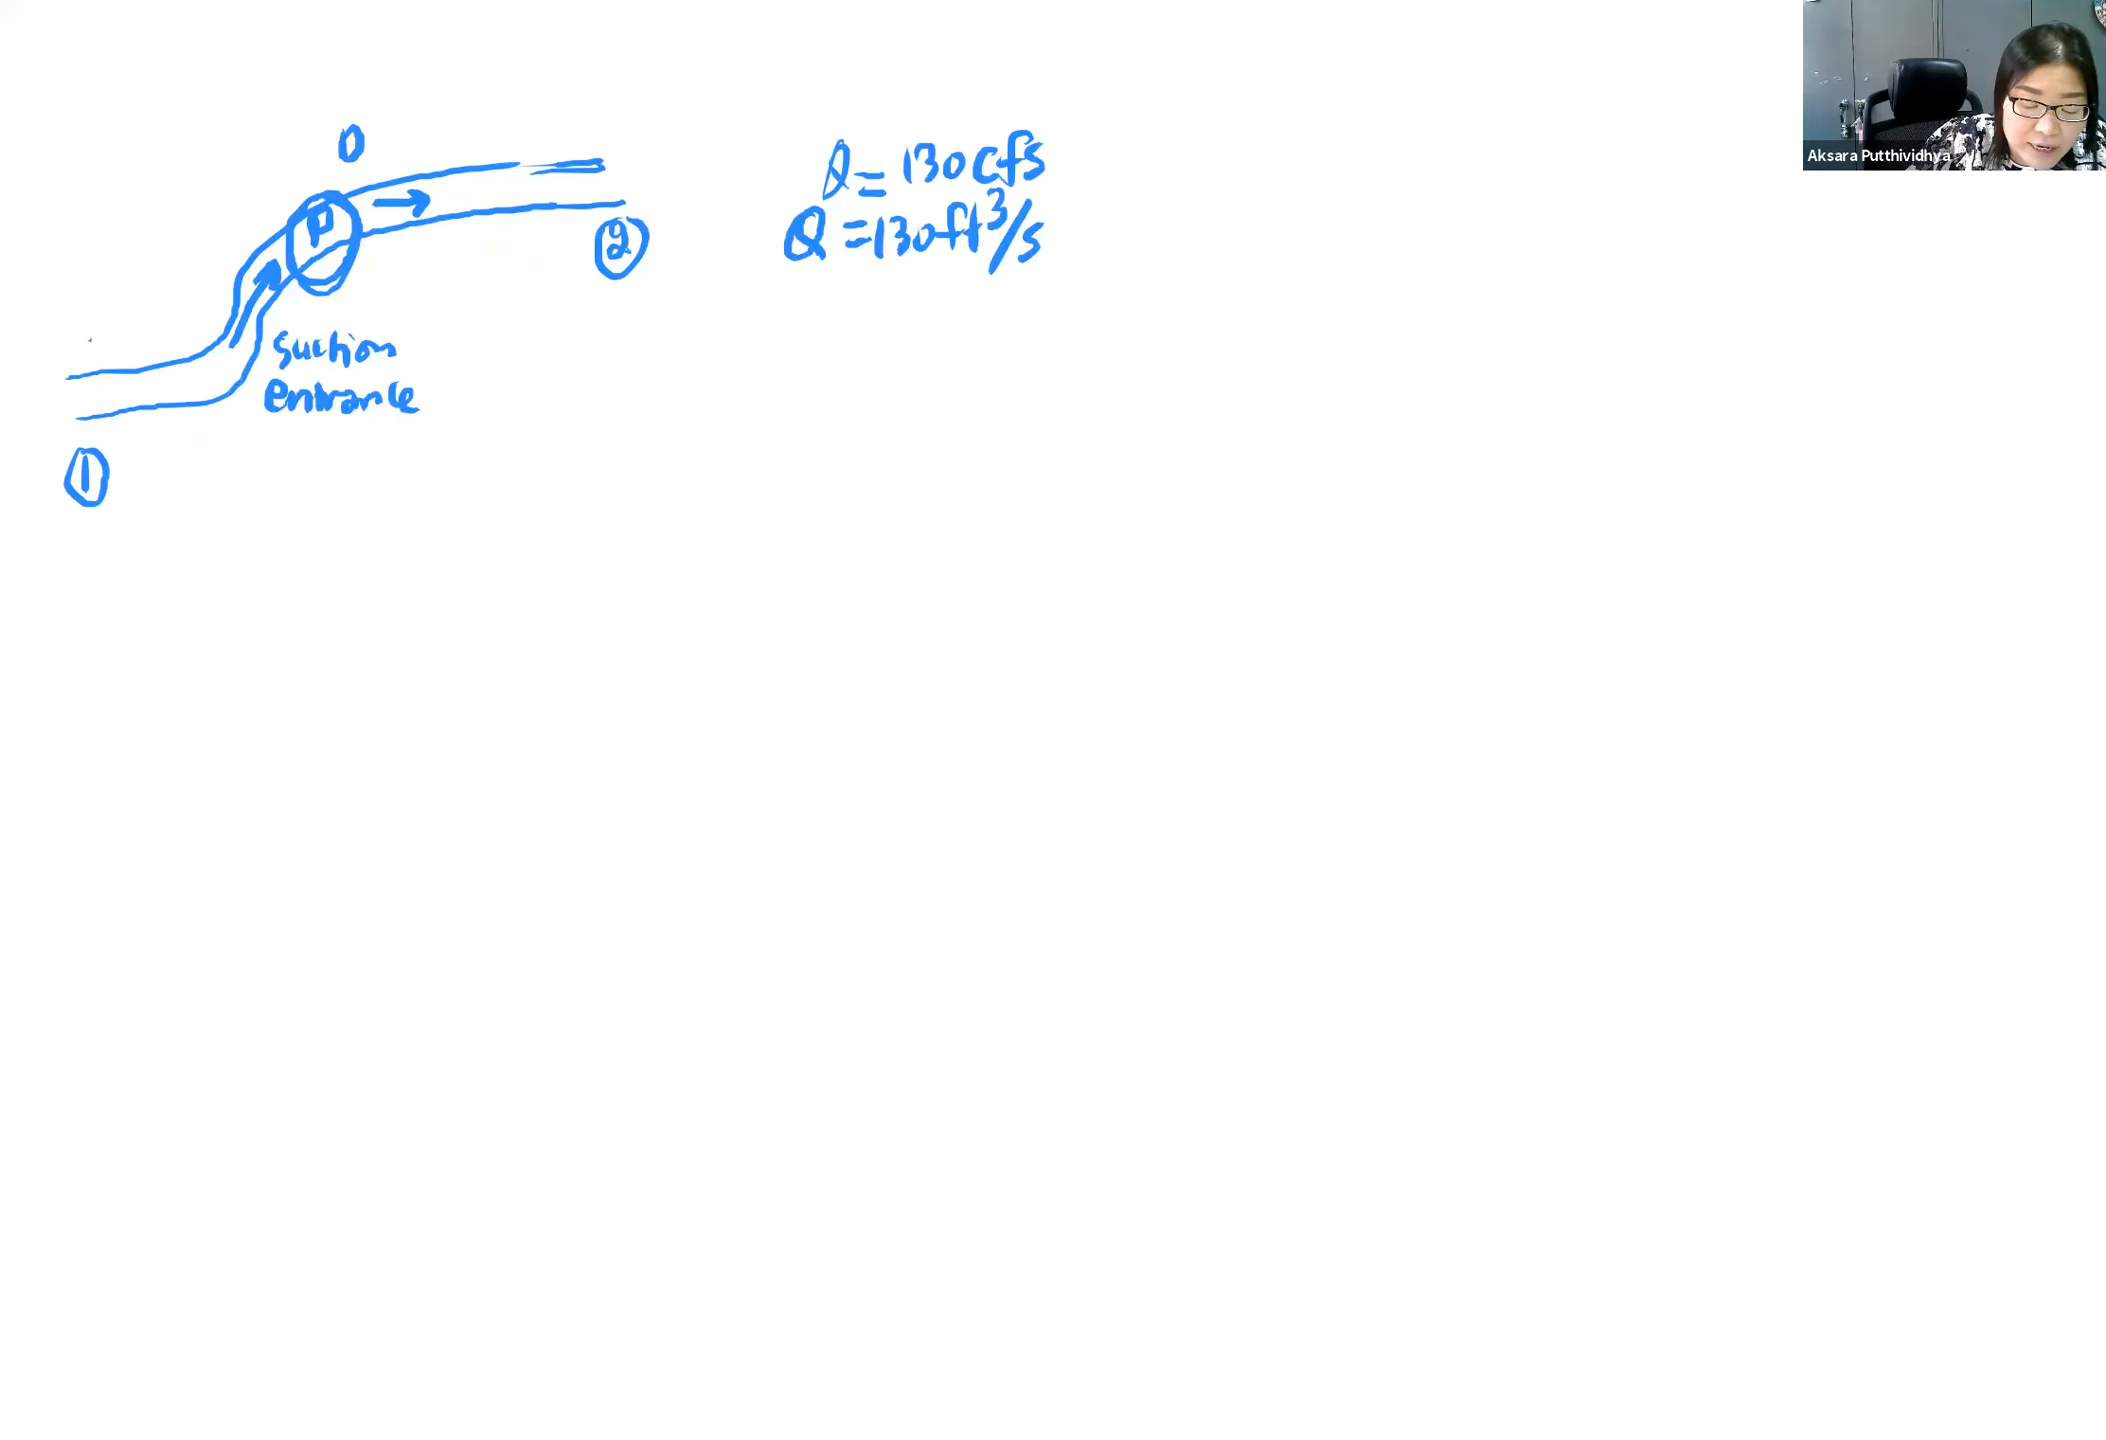 0
P
2
1
suction
entrance
Q = 130 cfs
Q = 130 ft³/s
Aksara Putthividhya